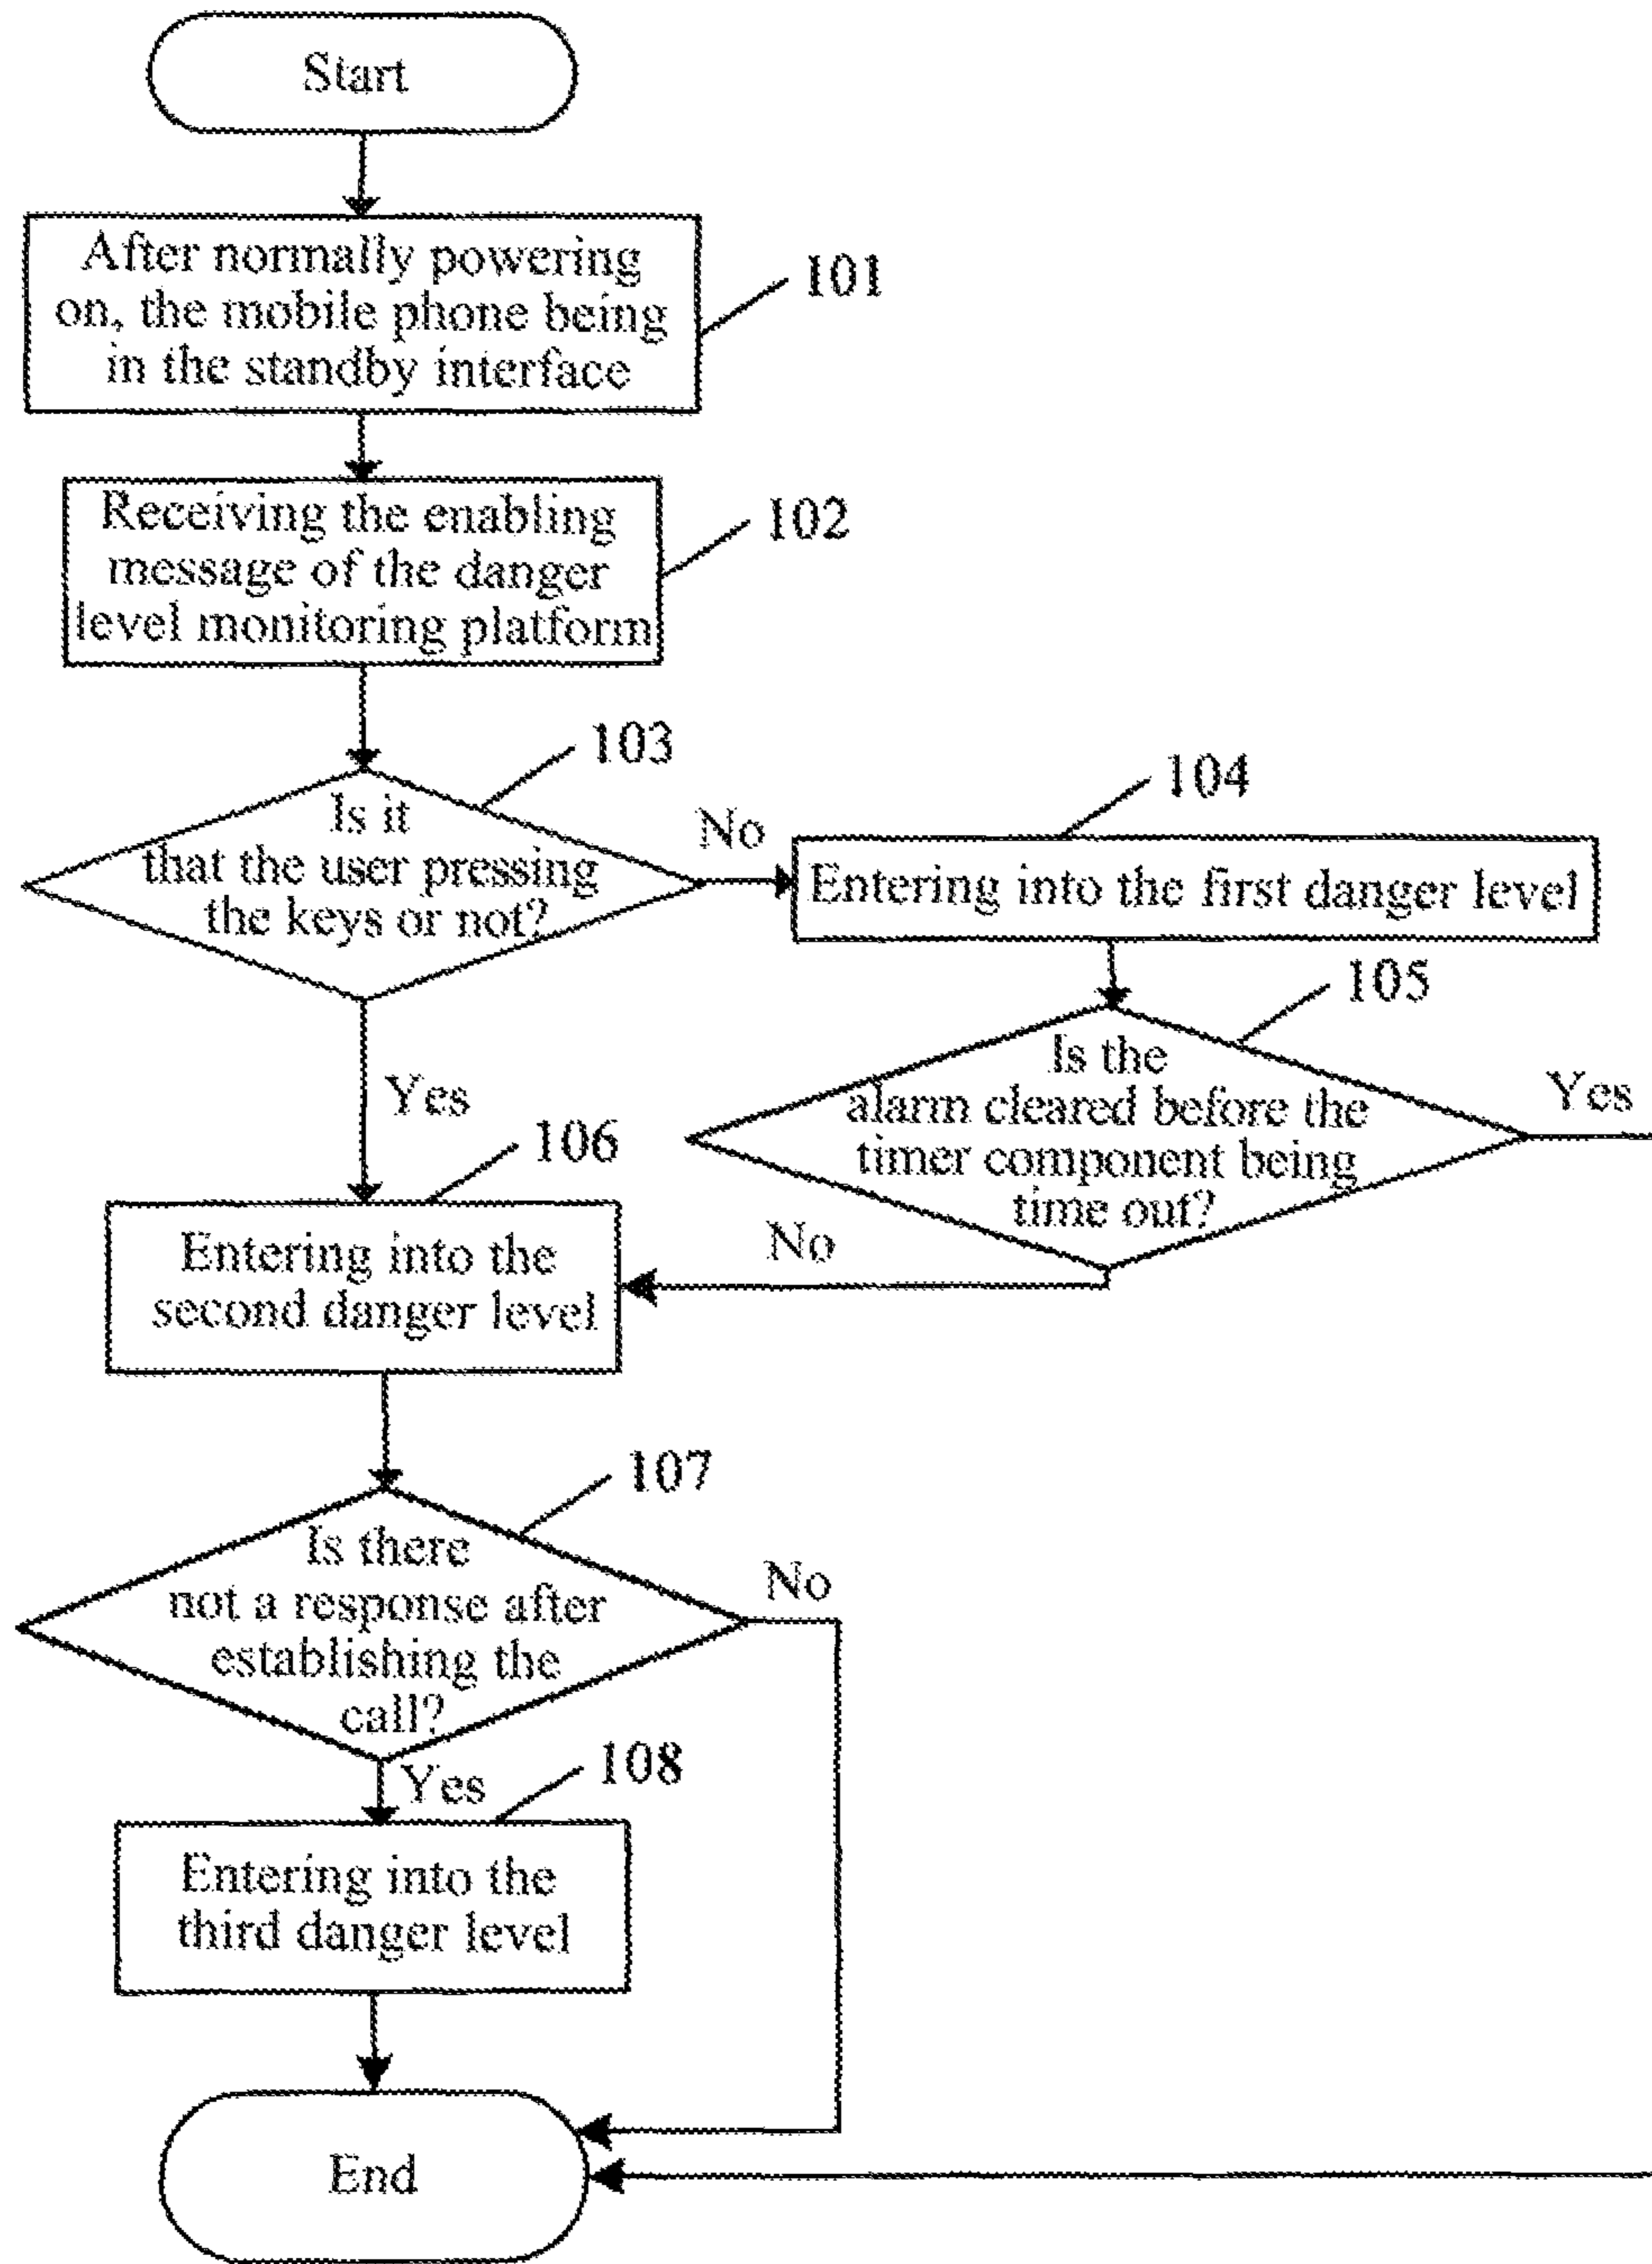 Start
After normally powering
on, the mobile phone being
in the standby interface
101
Receiving the enabling
message of the danger
level monitoring platform
102
103
Is it
that the user pressing
the keys or not?
No
104
Entering into the first danger level
105
Is the
alarm cleared before the
timer component being
time out?
Yes
No
Yes
106
Entering into the
second danger level
107
Is there
not a response after
establishing the
call?
No
Yes
108
Entering into the
third danger level
End